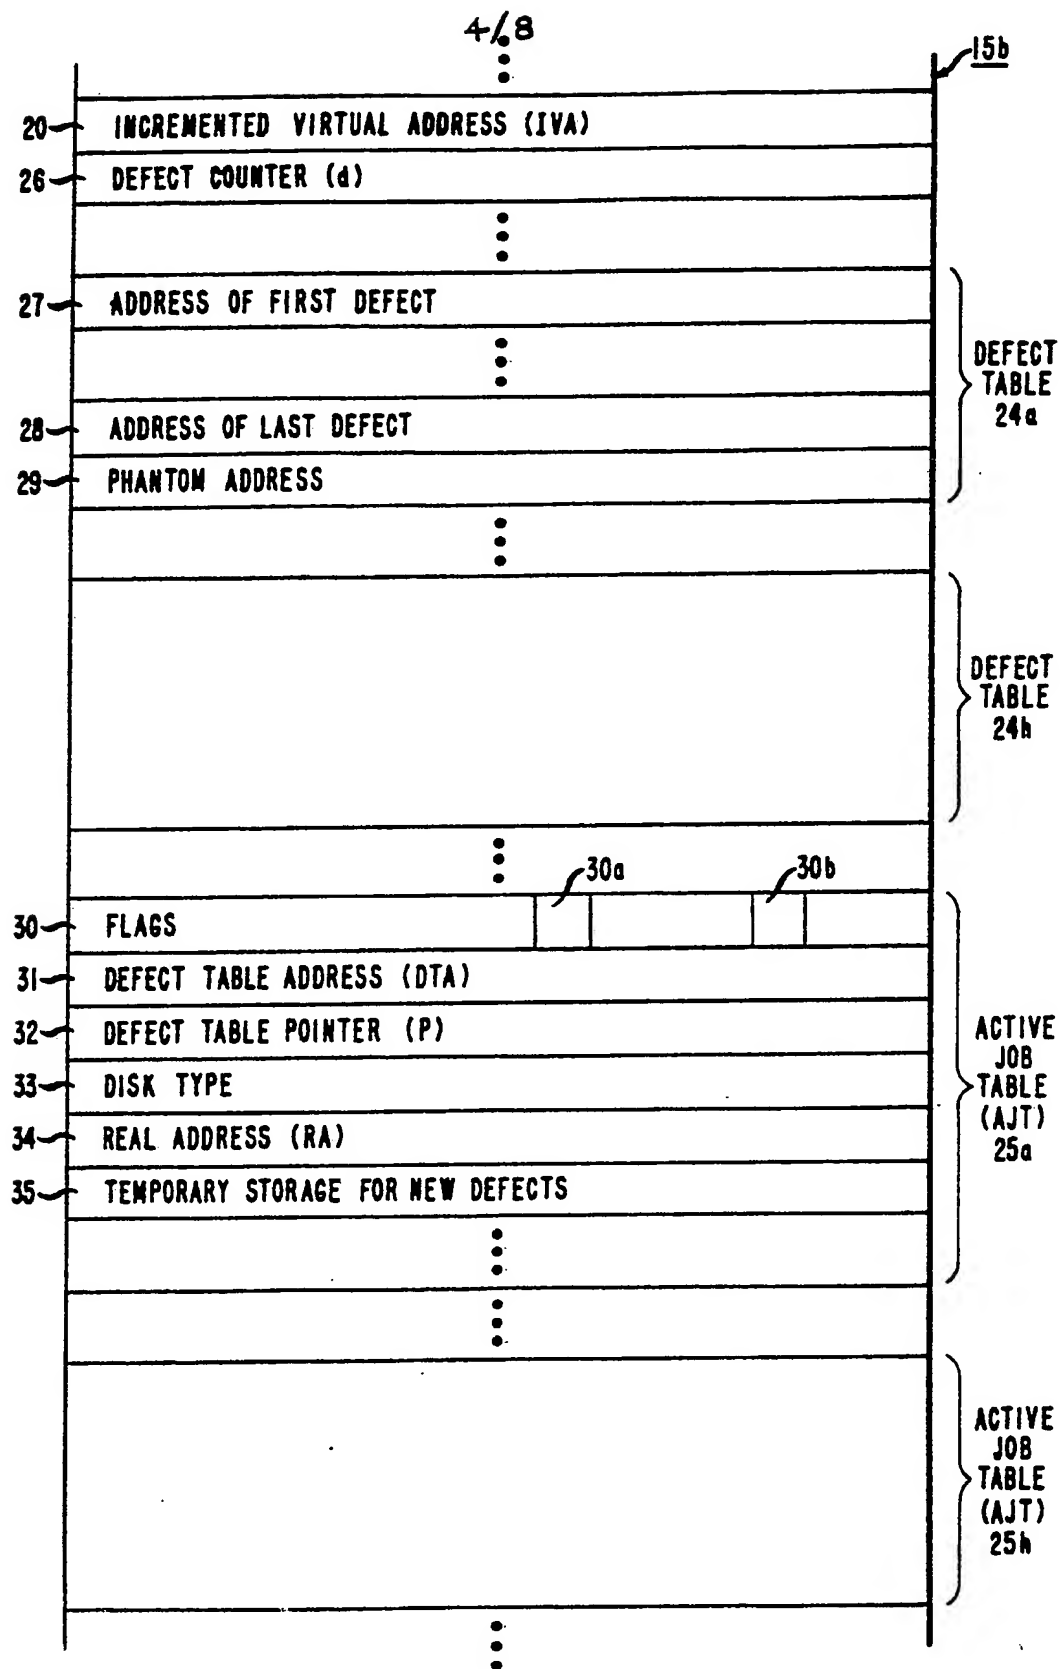 4/8
15b
20 INCREMENTED VIRTUAL ADDRESS (IVA)
26 DEFECT COUNTER (d)
27 ADDRESS OF FIRST DEFECT
28 ADDRESS OF LAST DEFECT
29 PHANTOM ADDRESS
DEFECT
TABLE
24a
DEFECT
TABLE
24h
30a
30b
30 FLAGS
31 DEFECT TABLE ADDRESS (DTA)
32 DEFECT TABLE POINTER (P)
33 DISK TYPE
34 REAL ADDRESS (RA)
35 TEMPORARY STORAGE FOR NEW DEFECTS
ACTIVE
JOB
TABLE
(AJT)
25a
ACTIVE
JOB
TABLE
(AJT)
25h